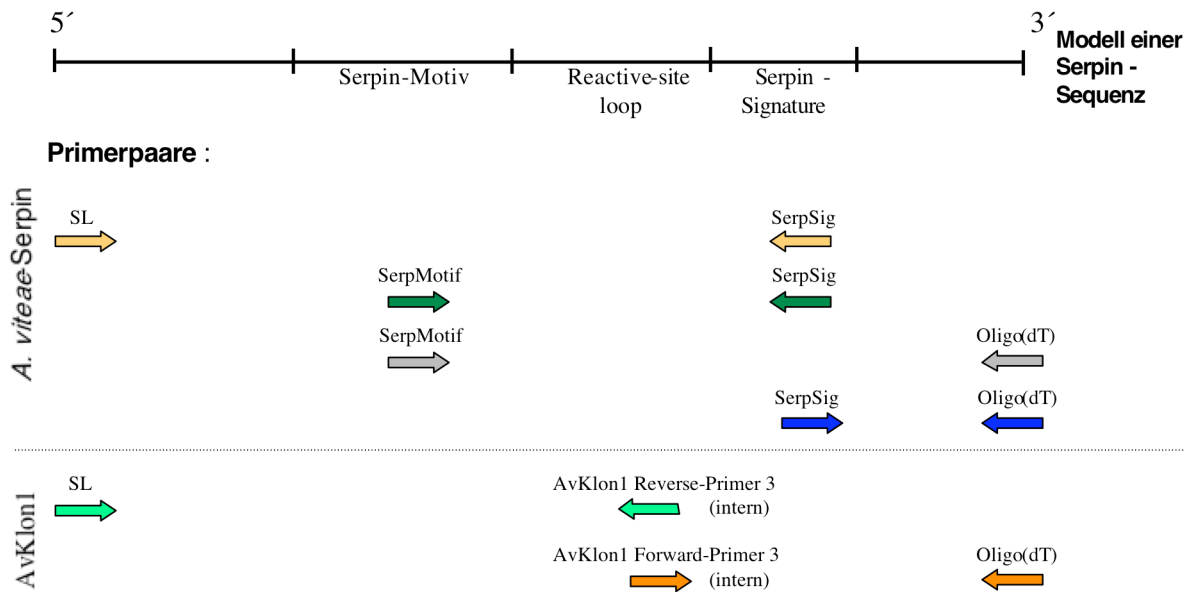 5´
3´
Modell einer
Serpin -
Sequenz
Serpin-Motiv
Reactive-site
loop
Serpin -
Signature
Primerpaare :
A. viteae-Serpin
SL
SerpSig
SerpMotif
SerpSig
SerpMotif
Oligo(dT)
SerpSig
Oligo(dT)
AvKlon1
SL
AvKlon1 Reverse-Primer 3
(intern)
AvKlon1 Forward-Primer 3
(intern)
Oligo(dT)